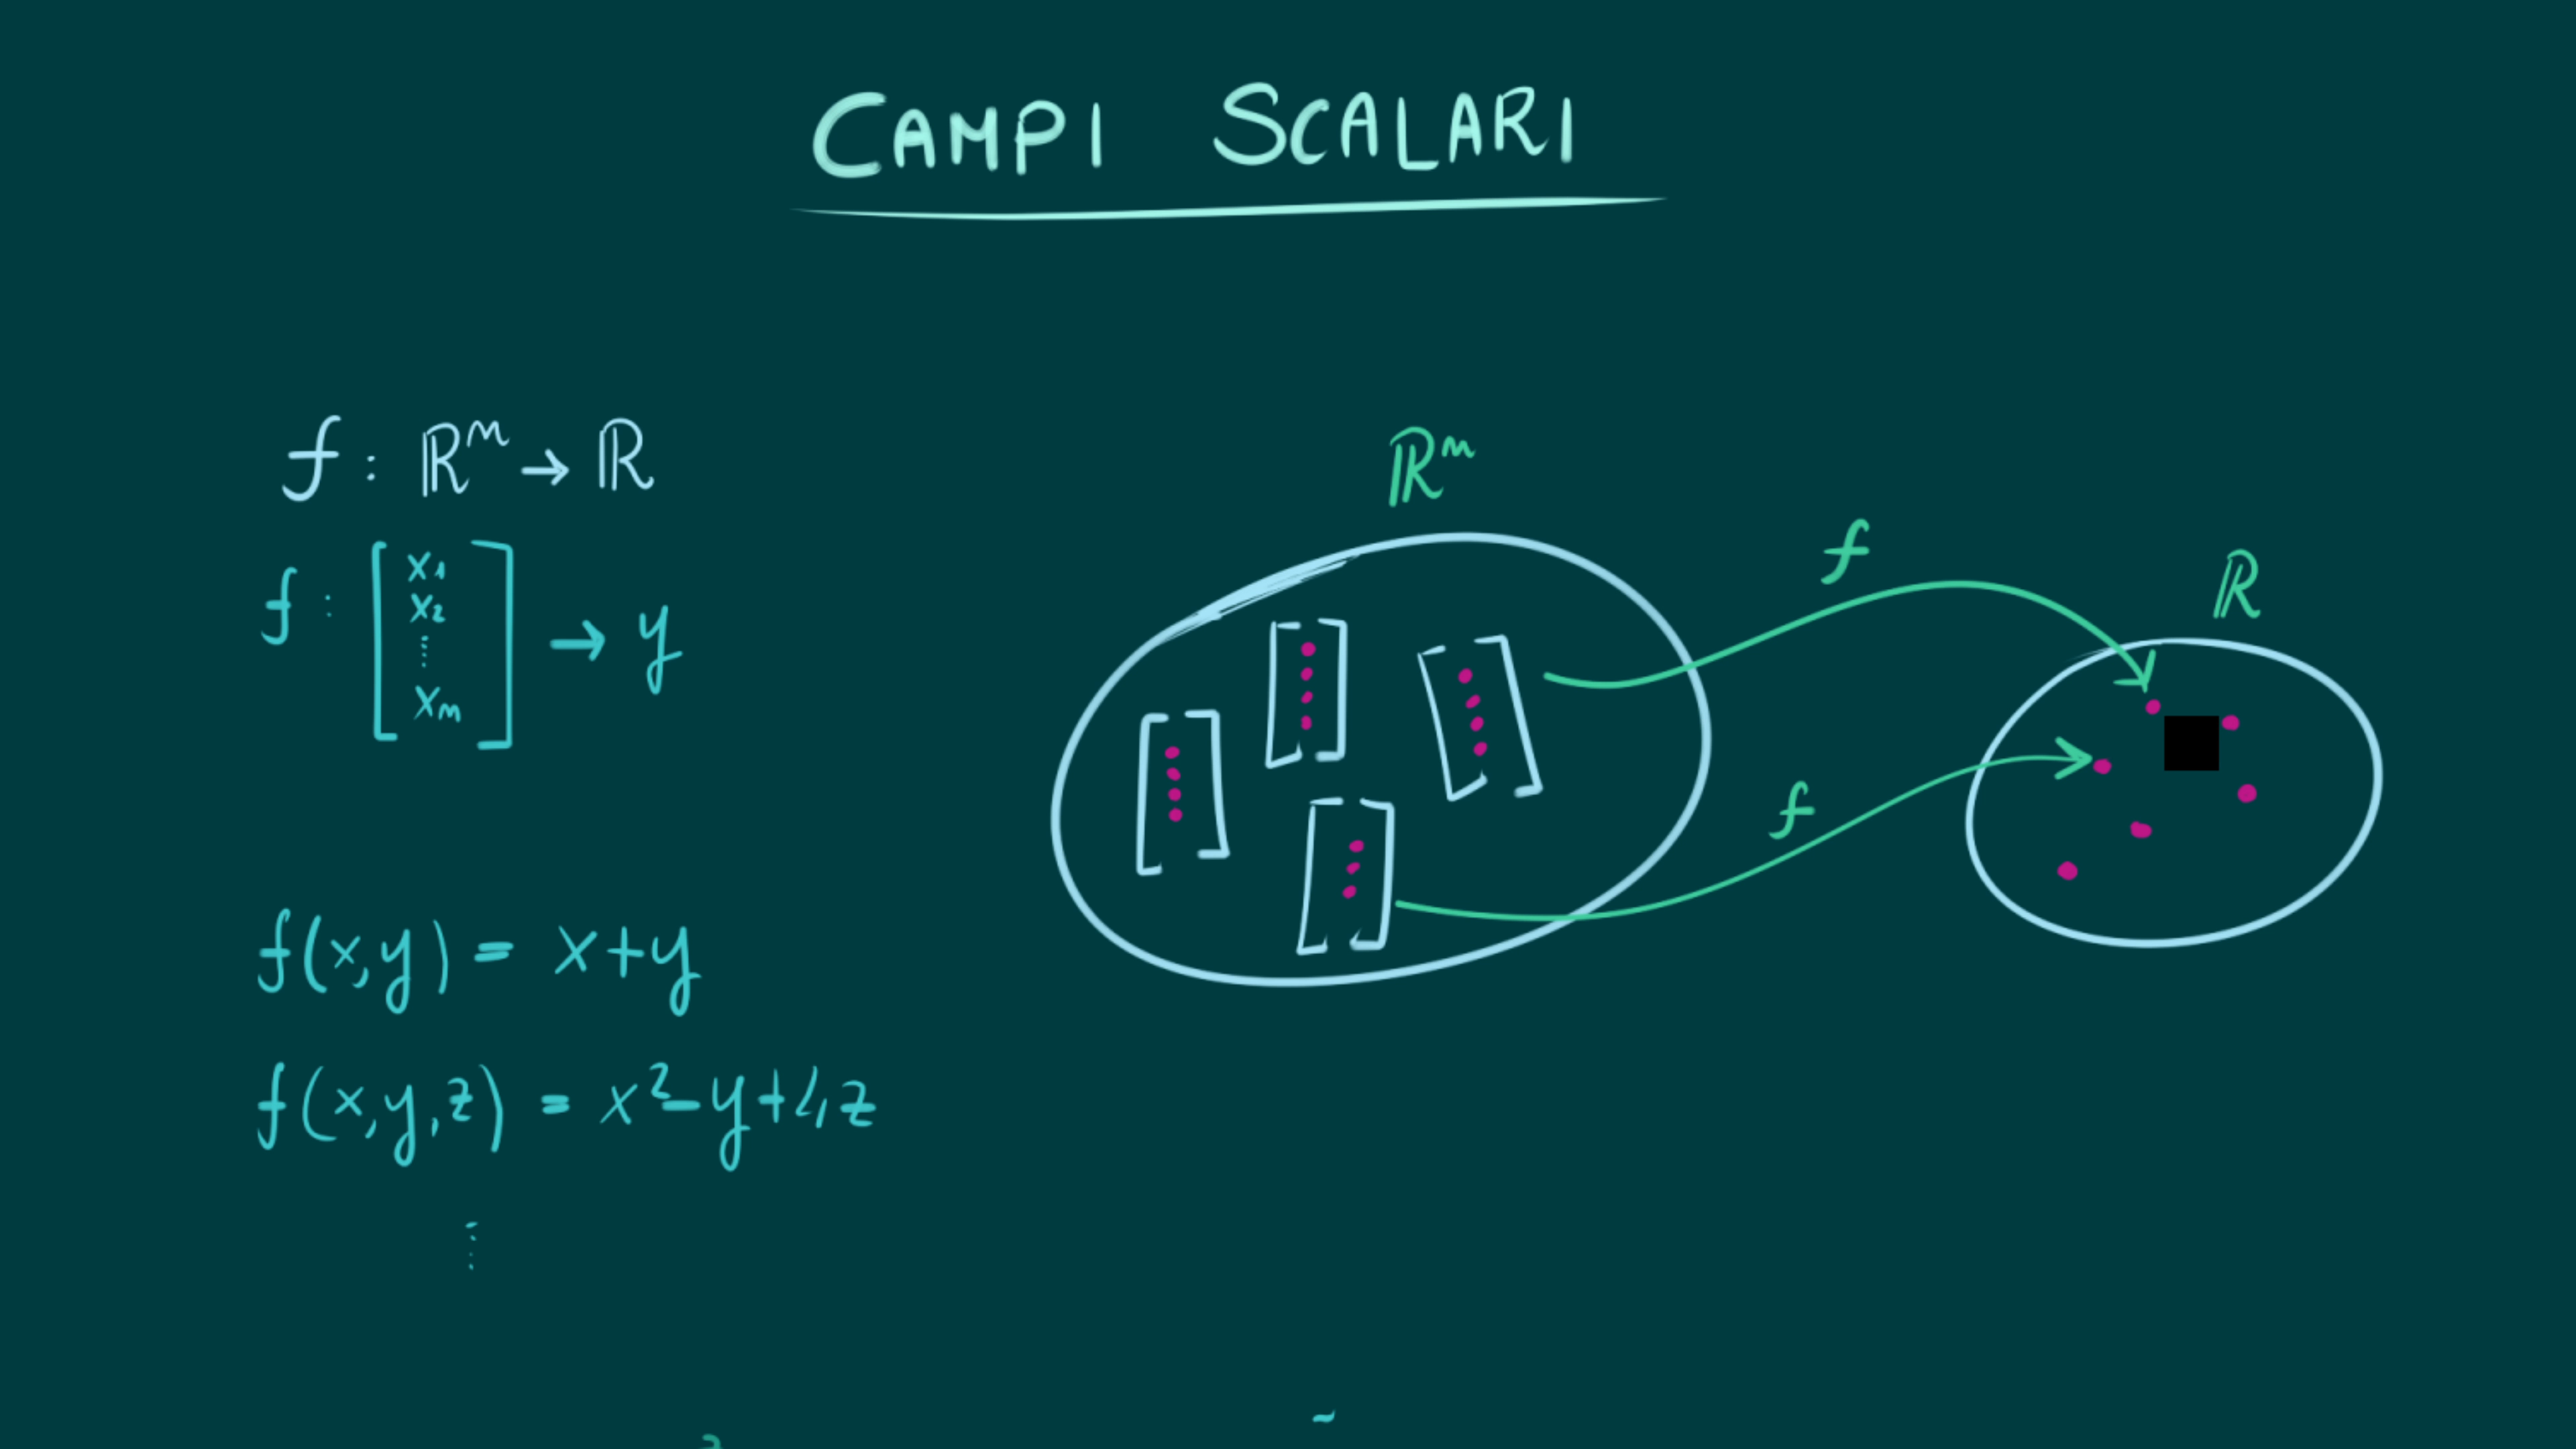 CAMPI SCALARI
f : ℝⁿ → ℝ
f : [x₁ x₂ ⋮ xₙ] → y
f(x,y) = x+y
f(x,y,z) = x²-y+4z
⋮
ℝⁿ
f
ℝ
f